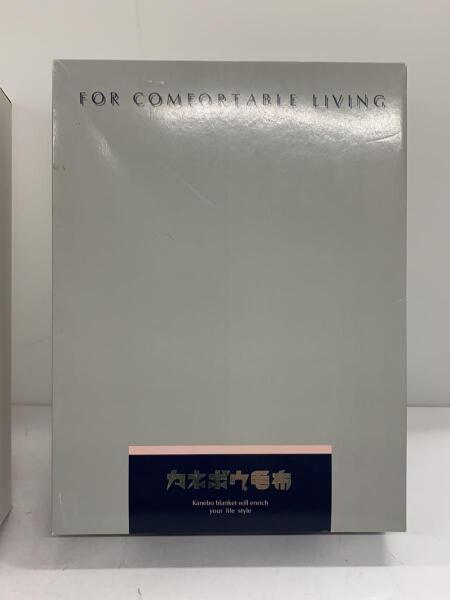 FOR COMFORTABLE LIVING
カネボウ毛布
Kanebo blanket will enrich
your life style